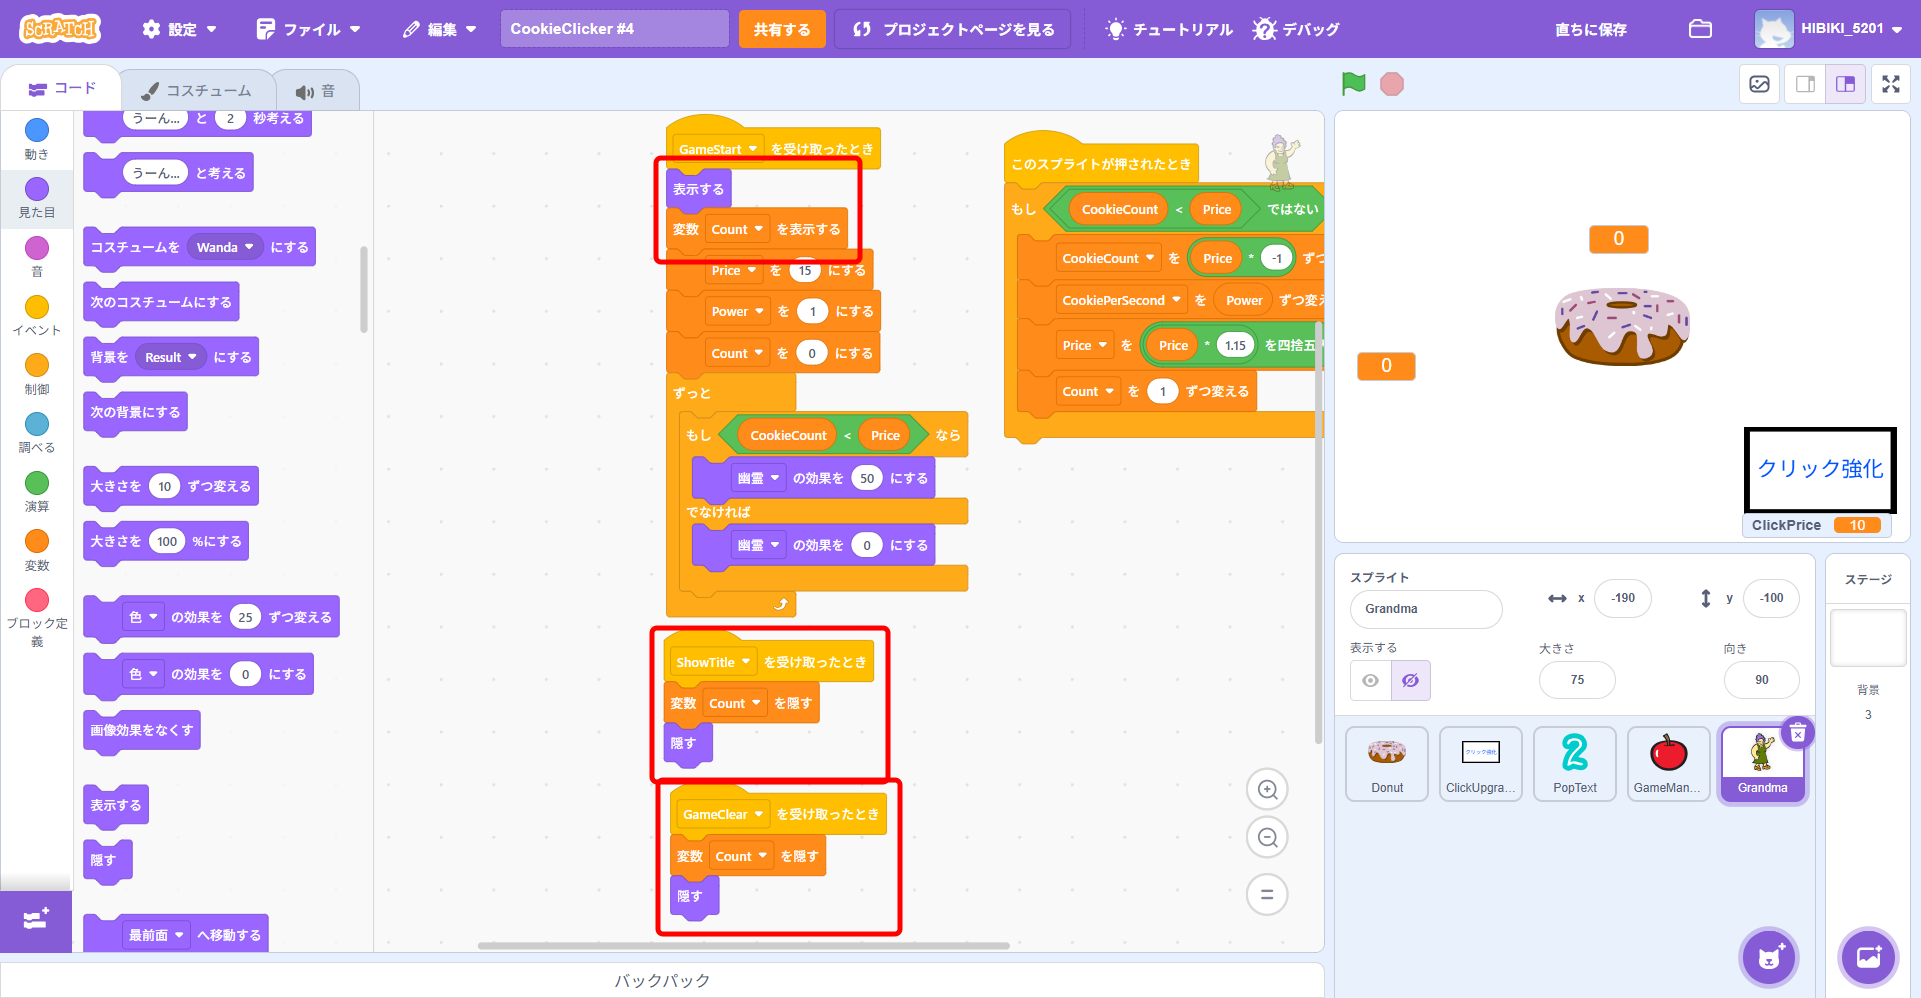 SCRATCH
設定
ファイル
編集
CookieClicker #4
共有する
プロジェクトページを見る
チュートリアル
デバッグ
直ちに保存
HIBIKI_5201
コード
コスチューム
音
動き
見た目
音
イベント
制御
調べる
演算
変数
ブロック定
義
うーん... と 2 秒考える
うーん... と考える
コスチュームを Wanda にする
次のコスチュームにする
背景を Result にする
次の背景にする
大きさを 10 ずつ変える
大きさを 100 %にする
色 の効果を 25 ずつ変える
色 の効果を 0 にする
画像効果をなくす
表示する
隠す
最前面 へ移動する
GameStart を受け取ったとき
表示する
変数 Count を表示する
Price を 15 にする
Power を 1 にする
Count を 0 にする
ずっと
もし CookieCount < Price なら
幽霊 の効果を 50 にする
でなければ
幽霊 の効果を 0 にする
ShowTitle を受け取ったとき
変数 Count を隠す
隠す
GameClear を受け取ったとき
変数 Count を隠す
隠す
このスプライトが押されたとき
もし CookieCount < Price ではない
CookieCount を Price * -1 ずつ
CookiePerSecond を Power ずつ変え
Price を Price * 1.15 を四捨五
Count を 1 ずつ変える
バックパック
0
0
クリック強化
ClickPrice 10
スプライト
Grandma
x -190
y -100
表示する
大きさ
75
向き
90
Donut
クリック強化
ClickUpgra...
PopText
GameMan...
Grandma
ステージ
背景
3